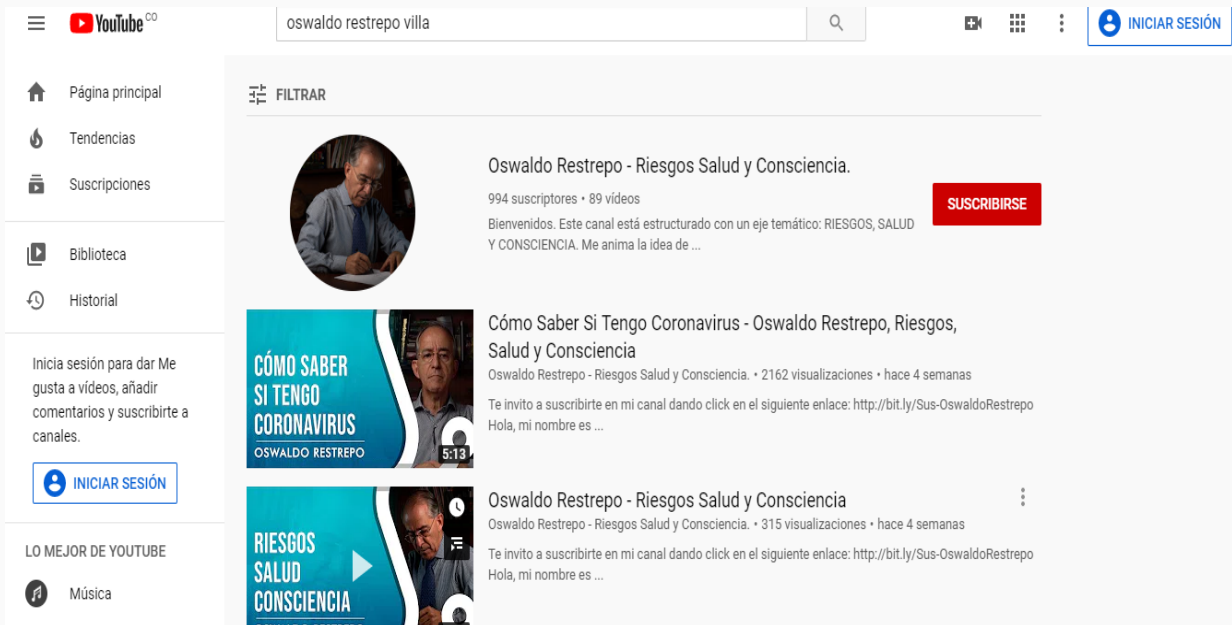 YouTube CO
oswaldo restrepo villa
INICIAR SESIÓN
Página principal
Tendencias
Suscripciones
Biblioteca
Historial
Inicia sesión para dar Me
gusta a vídeos, añadir
comentarios y suscribirte a
canales.
INICIAR SESIÓN
LO MEJOR DE YOUTUBE
Música
FILTRAR
Oswaldo Restrepo - Riesgos Salud y Consciencia.
994 suscriptores • 89 vídeos
Bienvenidos. Este canal está estructurado con un eje temático: RIESGOS, SALUD
Y CONSCIENCIA. Me anima la idea de ...
SUSCRIBIRSE
CÓMO SABER
SI TENGO
CORONAVIRUS
OSWALDO RESTREPO
5:13
Cómo Saber Si Tengo Coronavirus - Oswaldo Restrepo, Riesgos,
Salud y Consciencia
Oswaldo Restrepo - Riesgos Salud y Consciencia. • 2162 visualizaciones • hace 4 semanas
Te invito a suscribirte en mi canal dando click en el siguiente enlace: http://bit.ly/Sus-OswaldoRestrepo
Hola, mi nombre es ...
RIESGOS
SALUD
CONSCIENCIA
Oswaldo Restrepo - Riesgos Salud y Consciencia
Oswaldo Restrepo - Riesgos Salud y Consciencia. • 315 visualizaciones • hace 4 semanas
Te invito a suscribirte en mi canal dando click en el siguiente enlace: http://bit.ly/Sus-OswaldoRestrepo
Hola, mi nombre es ...